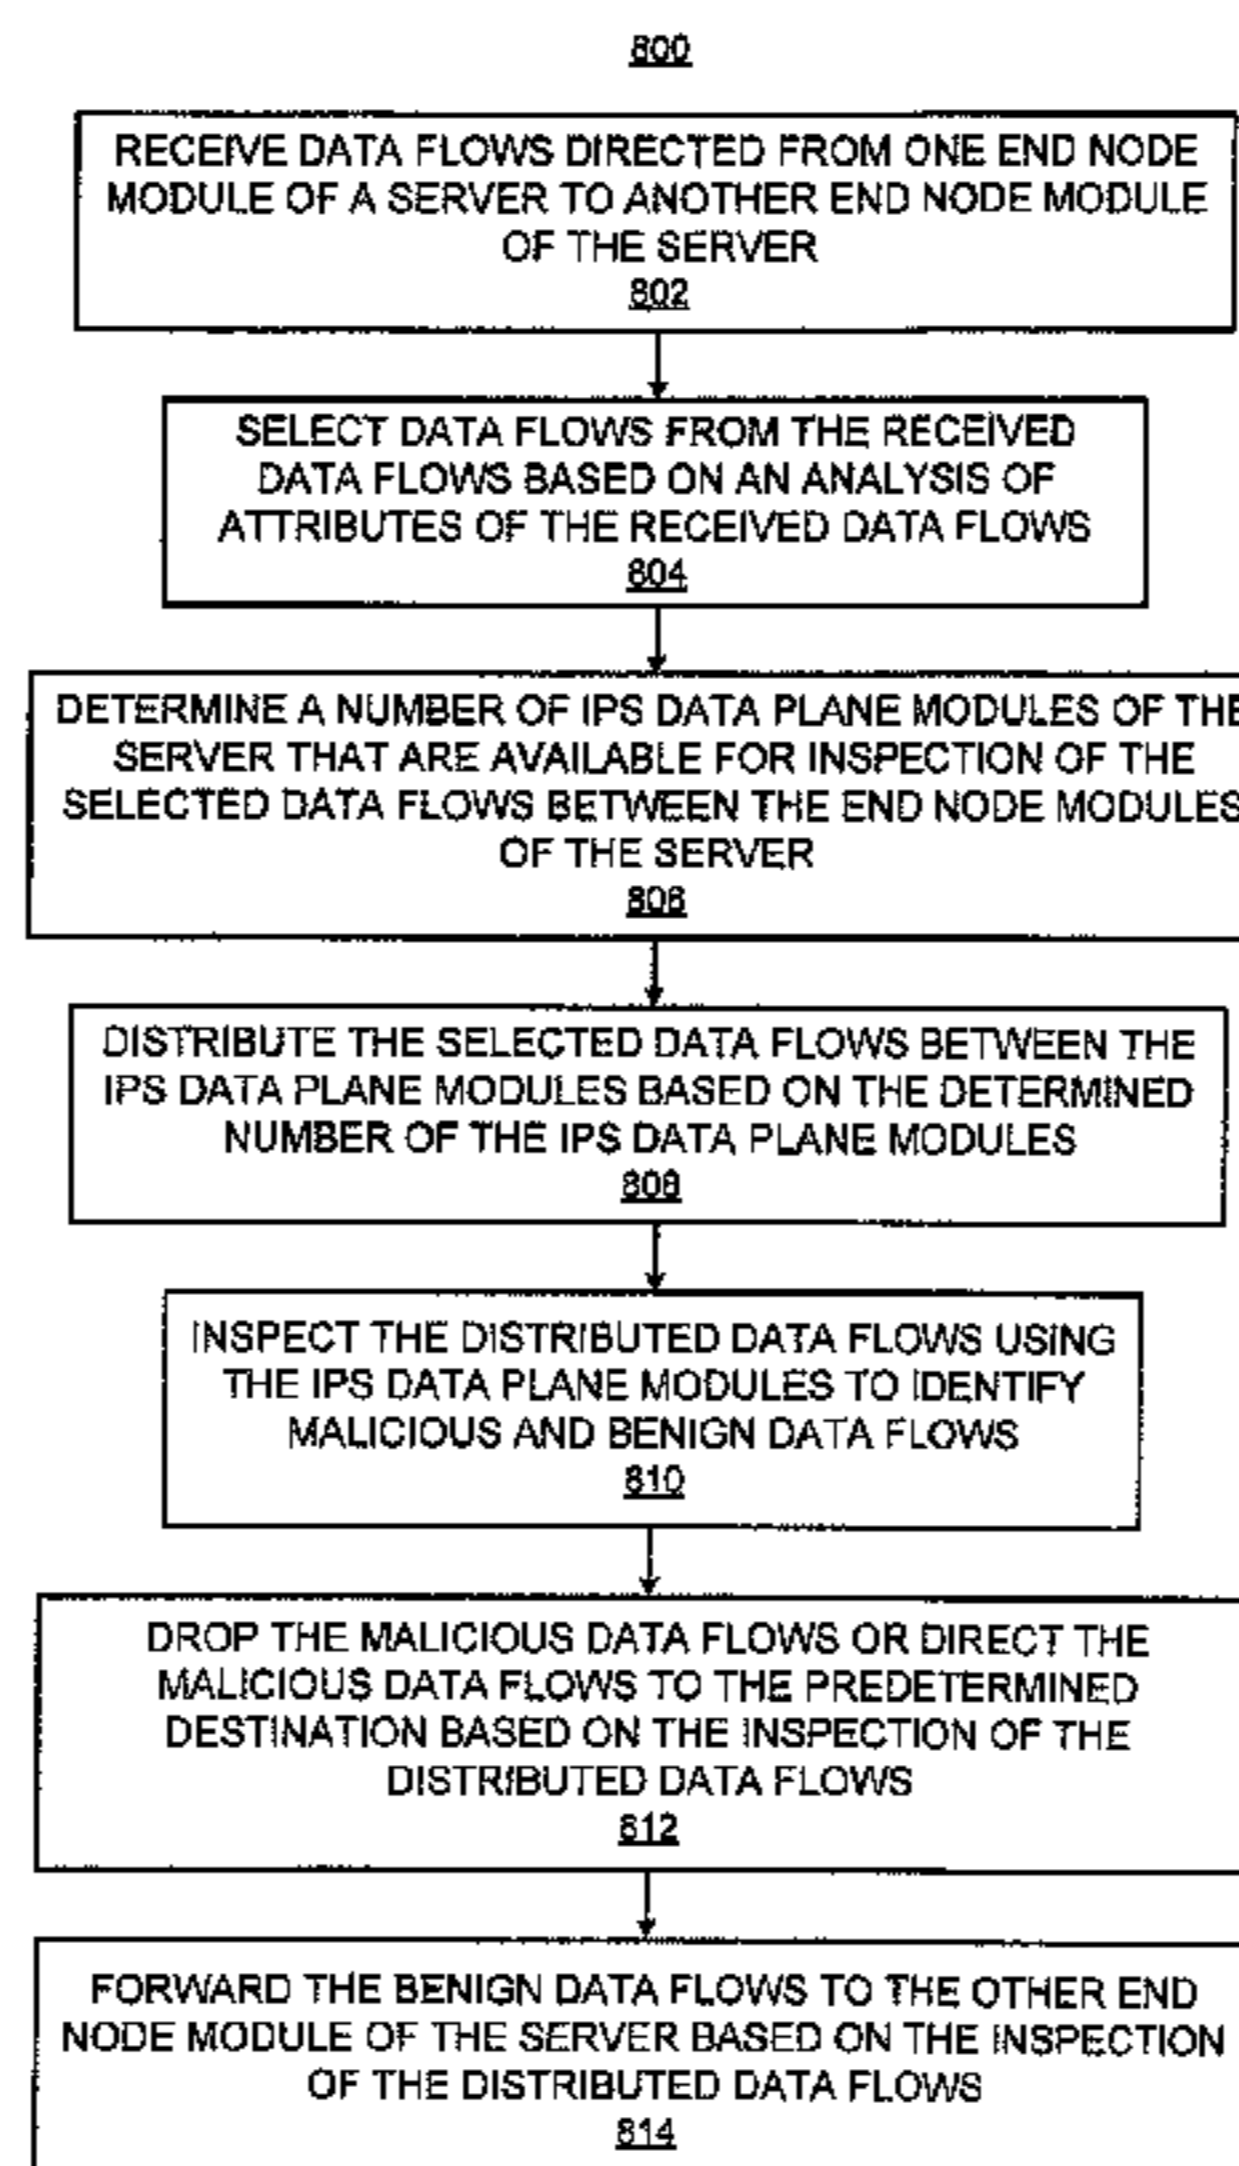 800
RECEIVE DATA FLOWS DIRECTED FROM ONE END NODE
MODULE OF A SERVER TO ANOTHER END NODE MODULE
OF THE SERVER
802
SELECT DATA FLOWS FROM THE RECEIVED
DATA FLOWS BASED ON AN ANALYSIS OF
ATTRIBUTES OF THE RECEIVED DATA FLOWS
804
DETERMINE A NUMBER OF IPS DATA PLANE MODULES OF THE
SERVER THAT ARE AVAILABLE FOR INSPECTION OF THE
SELECTED DATA FLOWS BETWEEN THE END NODE MODULES
OF THE SERVER
806
DISTRIBUTE THE SELECTED DATA FLOWS BETWEEN THE
IPS DATA PLANE MODULES BASED ON THE DETERMINED
NUMBER OF THE IPS DATA PLANE MODULES
808
INSPECT THE DISTRIBUTED DATA FLOWS USING
THE IPS DATA PLANE MODULES TO IDENTIFY
MALICIOUS AND BENIGN DATA FLOWS
810
DROP THE MALICIOUS DATA FLOWS OR DIRECT THE
MALICIOUS DATA FLOWS TO THE PREDETERMINED
DESTINATION BASED ON THE INSPECTION OF THE
DISTRIBUTED DATA FLOWS
812
FORWARD THE BENIGN DATA FLOWS TO THE OTHER END
NODE MODULE OF THE SERVER BASED ON THE INSPECTION
OF THE DISTRIBUTED DATA FLOWS
814